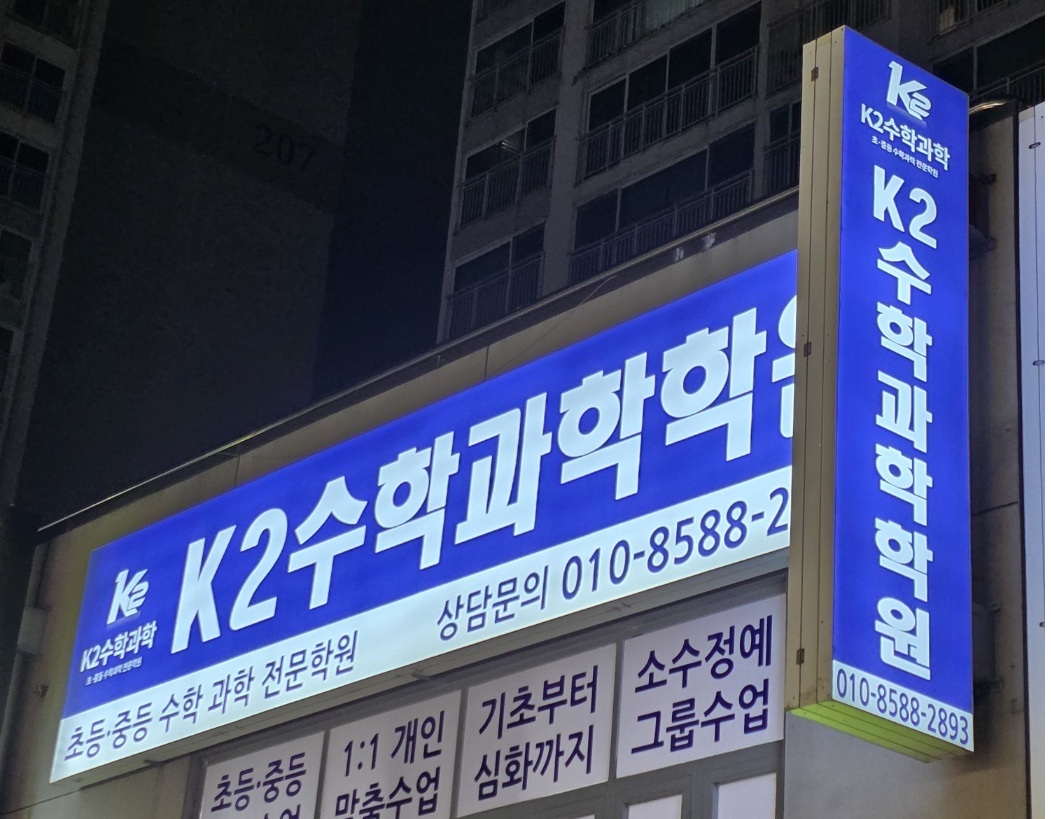 207
K2
K2수학과학
초·중등 수학과학 전문학원
K2수학과학학원
초등·중등 수학 과학 전문학원
상담문의 010-8588-2
초등·중등
1:1 개인
맞춤수업
기초부터
심화까지
소수정예
그룹수업
K2
K2수학과학
초·중등 수학과학 전문학원
K2
수
학
과
학
학
원
010-8588-2893